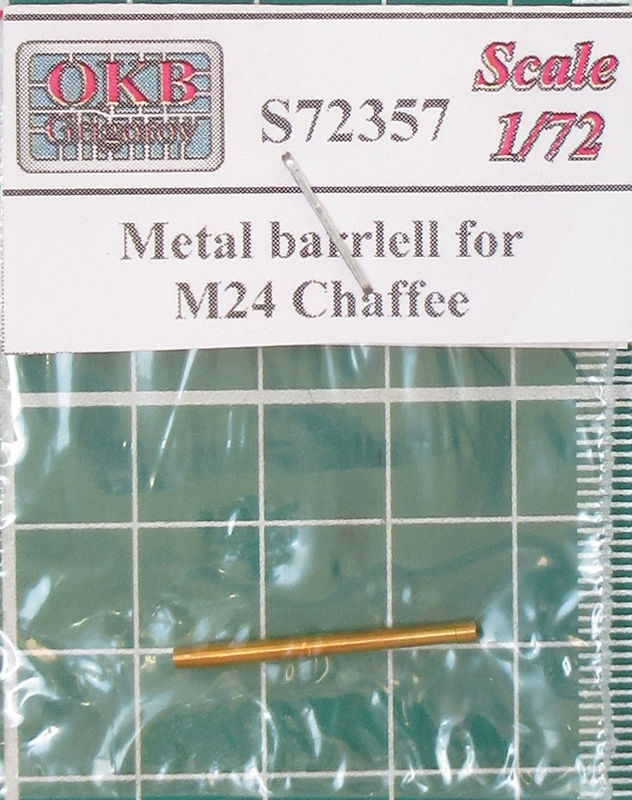 OKB
Grigorov
S72357
Scale
1/72
Metal barrlell for
M24 Chaffee